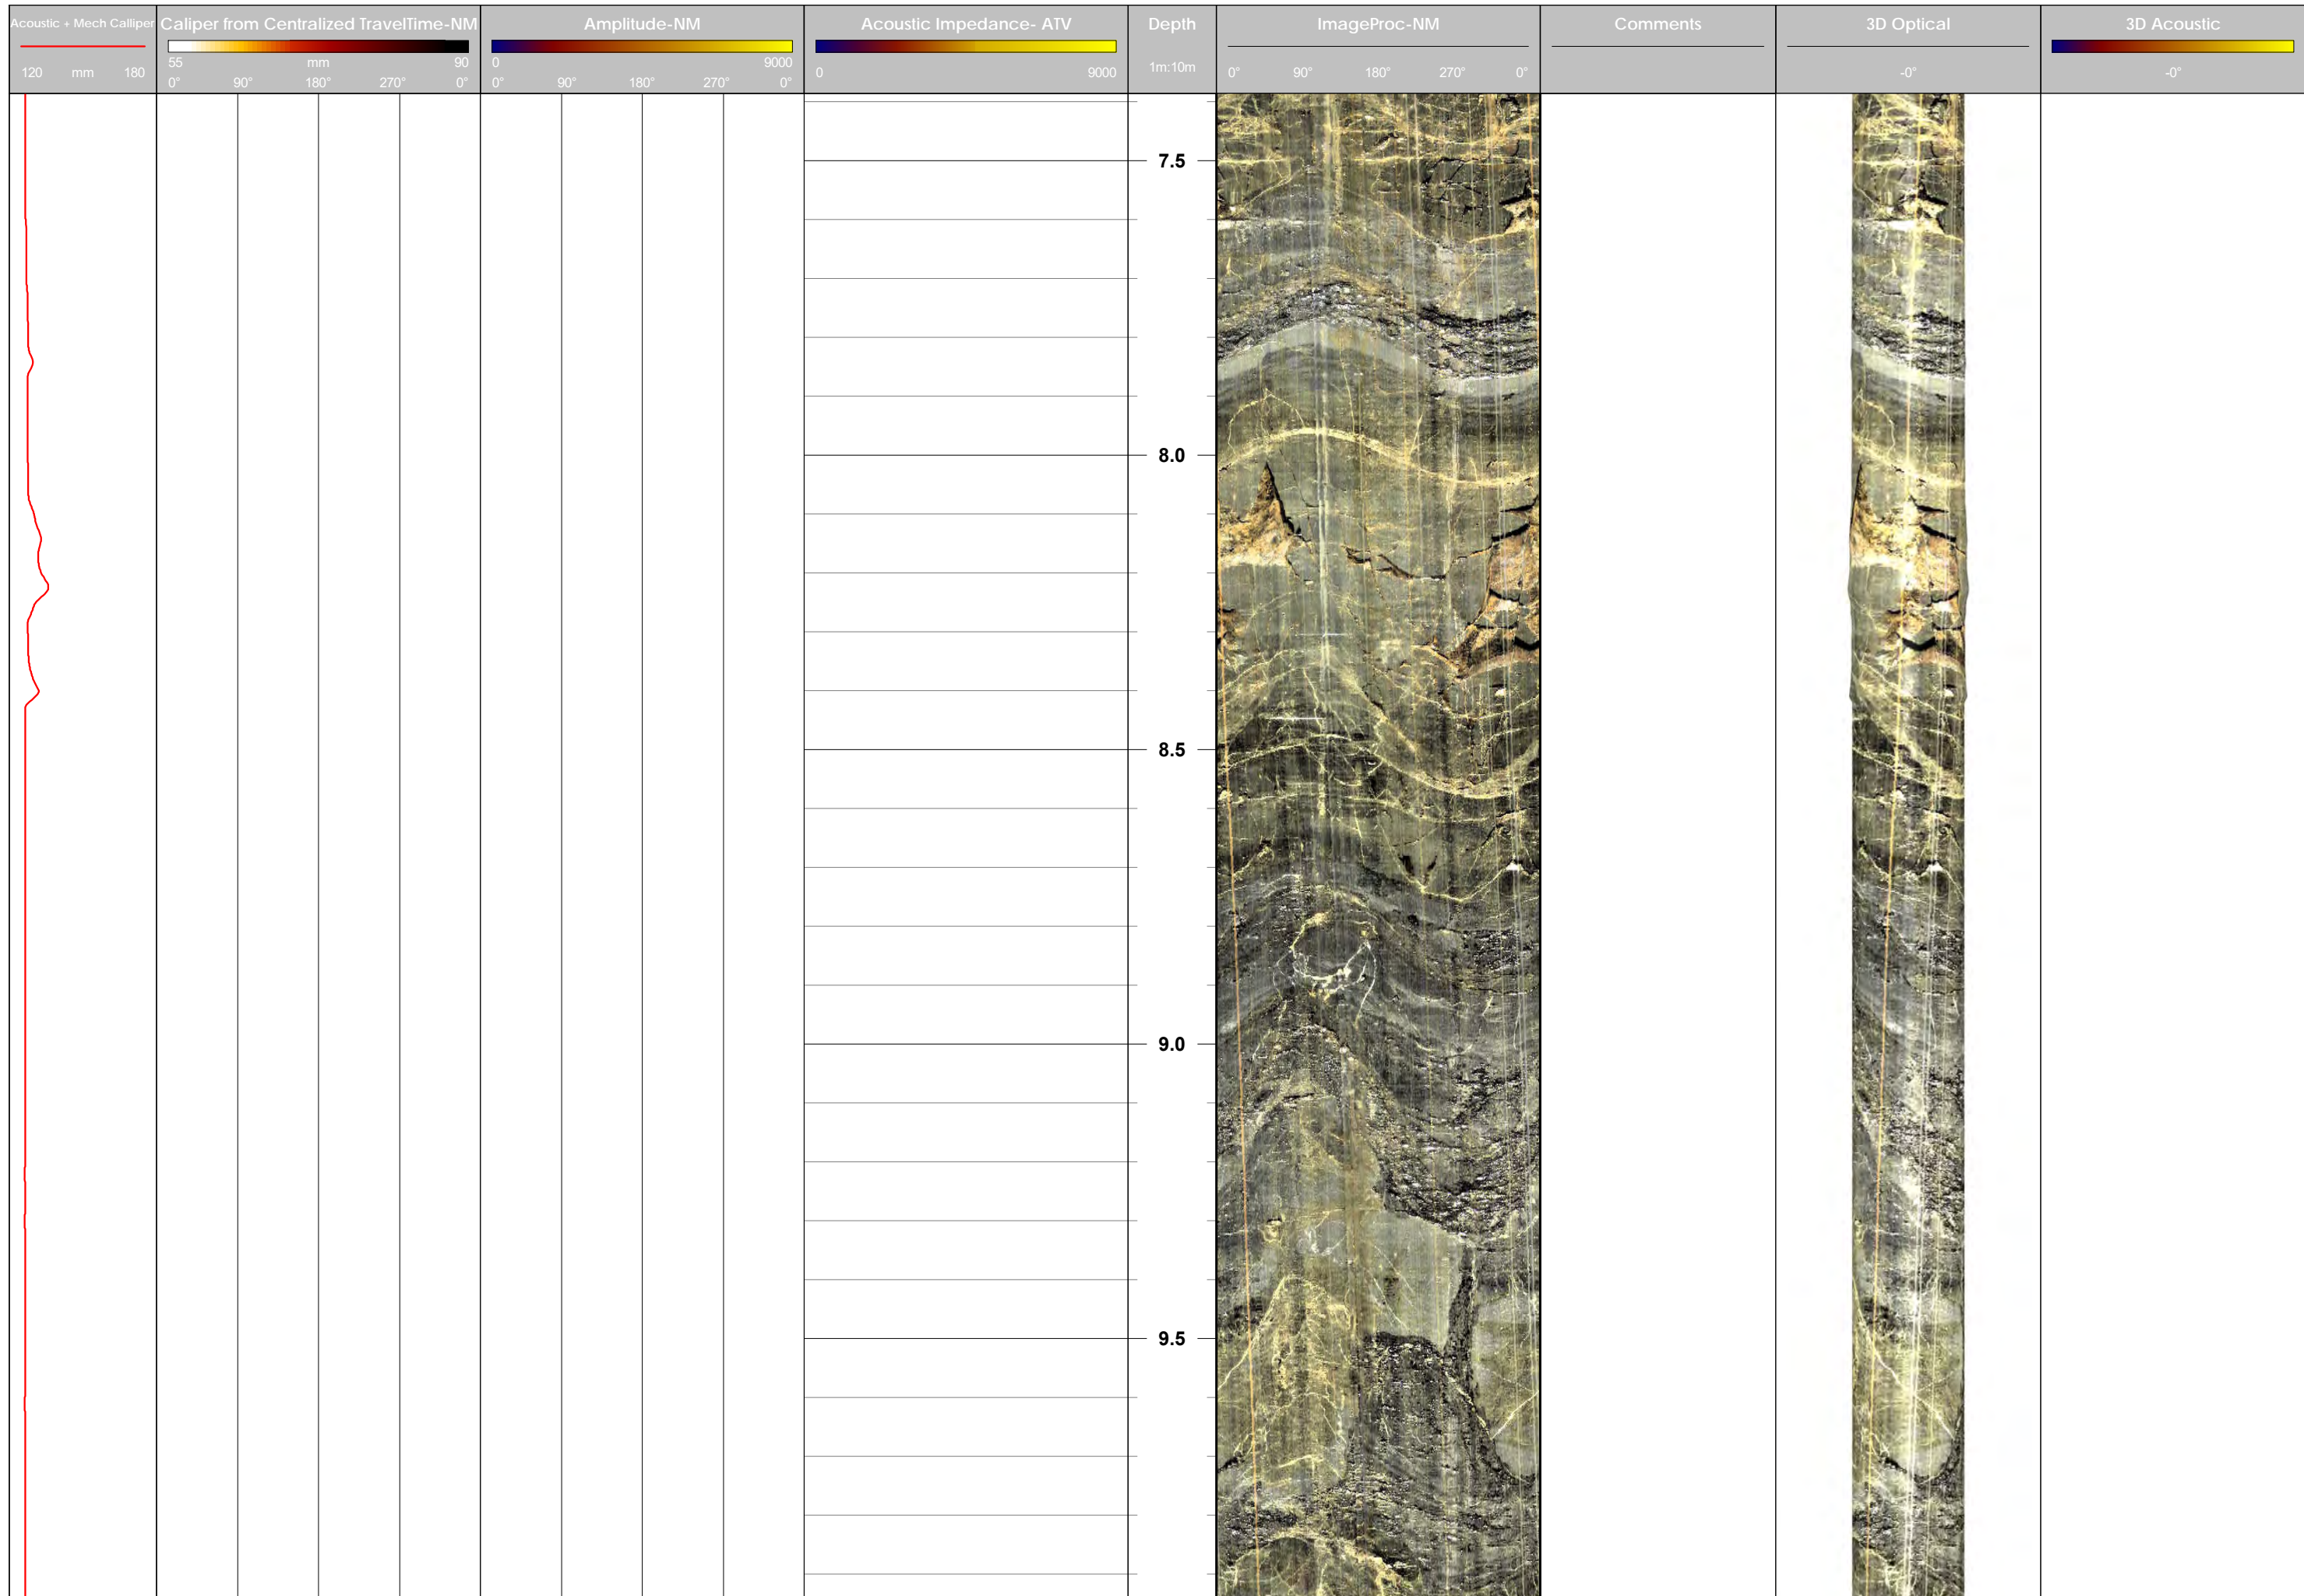 Acoustic + Mech Calliper
120 mm 180
Caliper from Centralized TravelTime-NM
55 mm 90
0° 90° 180° 270° 0°
Amplitude-NM
0 9000
0° 90° 180° 270° 0°
Acoustic Impedance- ATV
0 9000
Depth
1m:10m
ImageProc-NM
0° 90° 180° 270° 0°
Comments
3D Optical
-0°
3D Acoustic
-0°
7.5
8.0
8.5
9.0
9.5